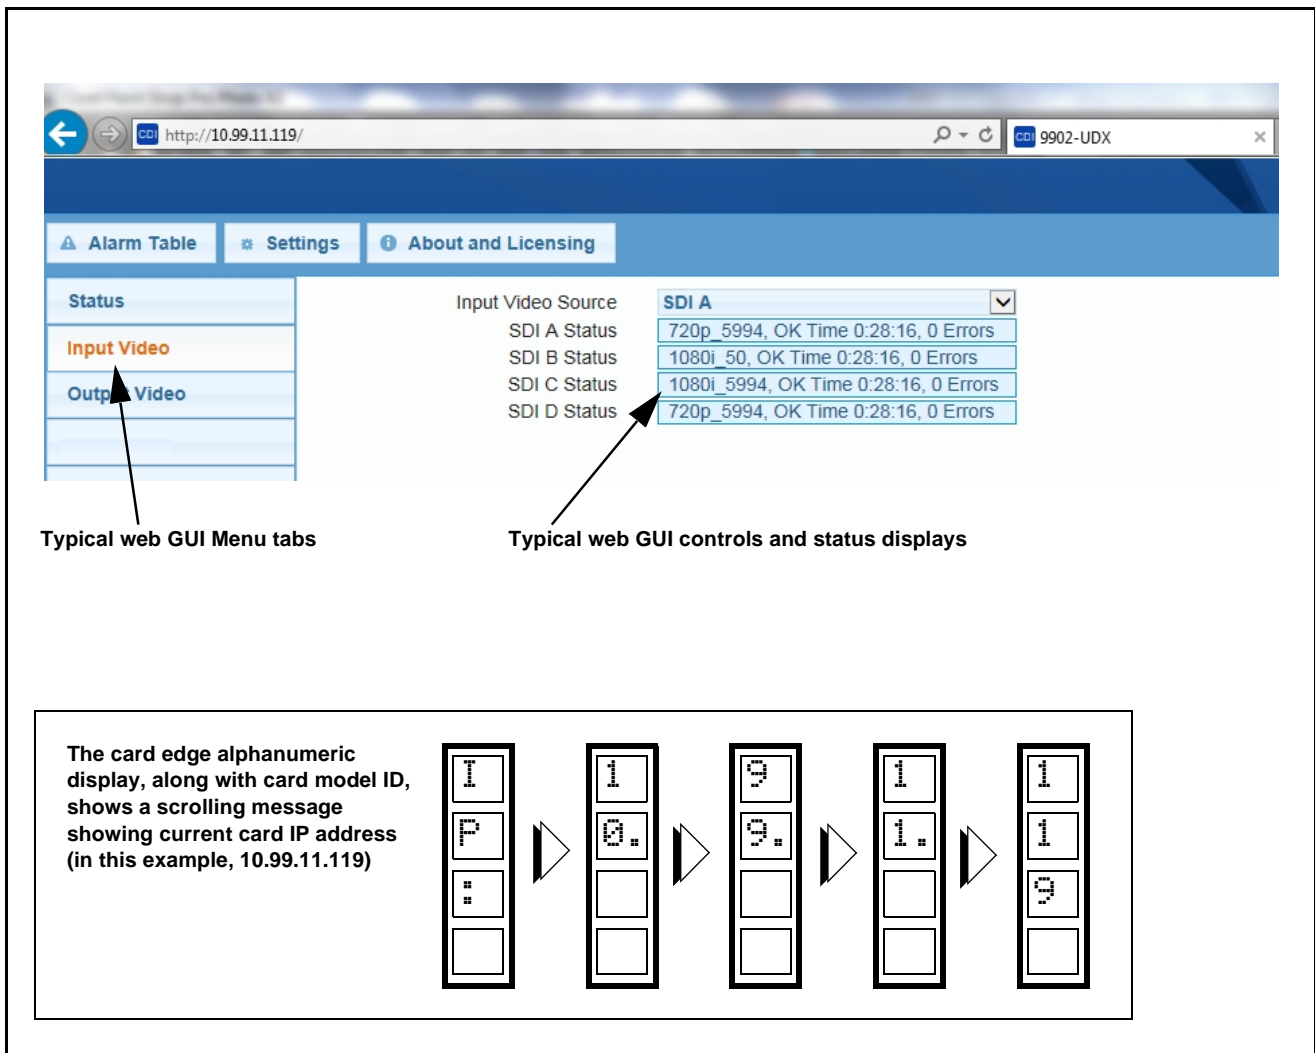 CDI http://10.99.11.119/
CDI 9902-UDX
Alarm Table
Settings
About and Licensing
Status
Input Video
Output Video
Input Video Source SDI A
SDI A Status 720p_5994, OK Time 0:28:16, 0 Errors
SDI B Status 1080i_50, OK Time 0:28:16, 0 Errors
SDI C Status 1080i_5994, OK Time 0:28:16, 0 Errors
SDI D Status 720p_5994, OK Time 0:28:16, 0 Errors
Typical web GUI Menu tabs
Typical web GUI controls and status displays
The card edge alphanumeric
display, along with card model ID,
shows a scrolling message
showing current card IP address
(in this example, 10.99.11.119)
I
P
:
1
0.
9
9.
1
1.
1
1
9